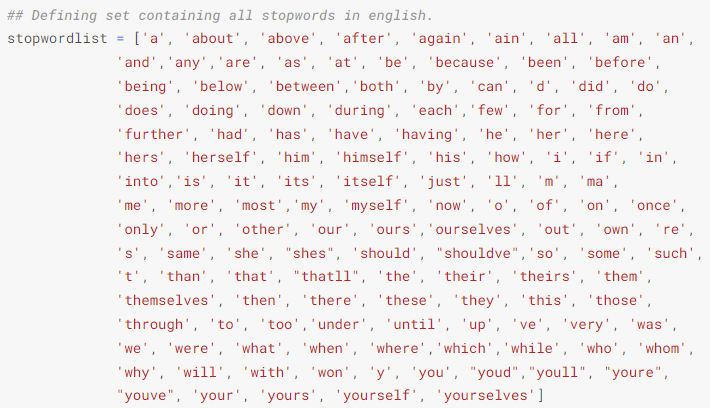 ## Defining set containing all stopwords in english.
stopwordlist = ['a', 'about', 'above', 'after', 'again', 'ain', 'all', 'am', 'an',
'and','any','are', 'as', 'at', 'be', 'because', 'been', 'before',
'being', 'below', 'between','both', 'by', 'can', 'd', 'did', 'do',
'does', 'doing', 'down', 'during', 'each','few', 'for', 'from',
'further', 'had', 'has', 'have', 'having', 'he', 'her', 'here',
'hers', 'herself', 'him', 'himself', 'his', 'how', 'i', 'if', 'in',
'into','is', 'it', 'its', 'itself', 'just', 'll', 'm', 'ma',
'me', 'more', 'most','my', 'myself', 'now', 'o', 'of', 'on', 'once',
'only', 'or', 'other', 'our', 'ours','ourselves', 'out', 'own', 're',
's', 'same', 'she', "shes", 'should', "shouldve",'so', 'some', 'such',
't', 'than', 'that', "thatll", 'the', 'their', 'theirs', 'them',
'themselves', 'then', 'there', 'these', 'they', 'this', 'those',
'through', 'to', 'too','under', 'until', 'up', 've', 'very', 'was',
'we', 'were', 'what', 'when', 'where','which','while', 'who', 'whom',
'why', 'will', 'with', 'won', 'y', 'you', "youd","youll", "youre",
"youve", 'your', 'yours', 'yourself', 'yourselves']